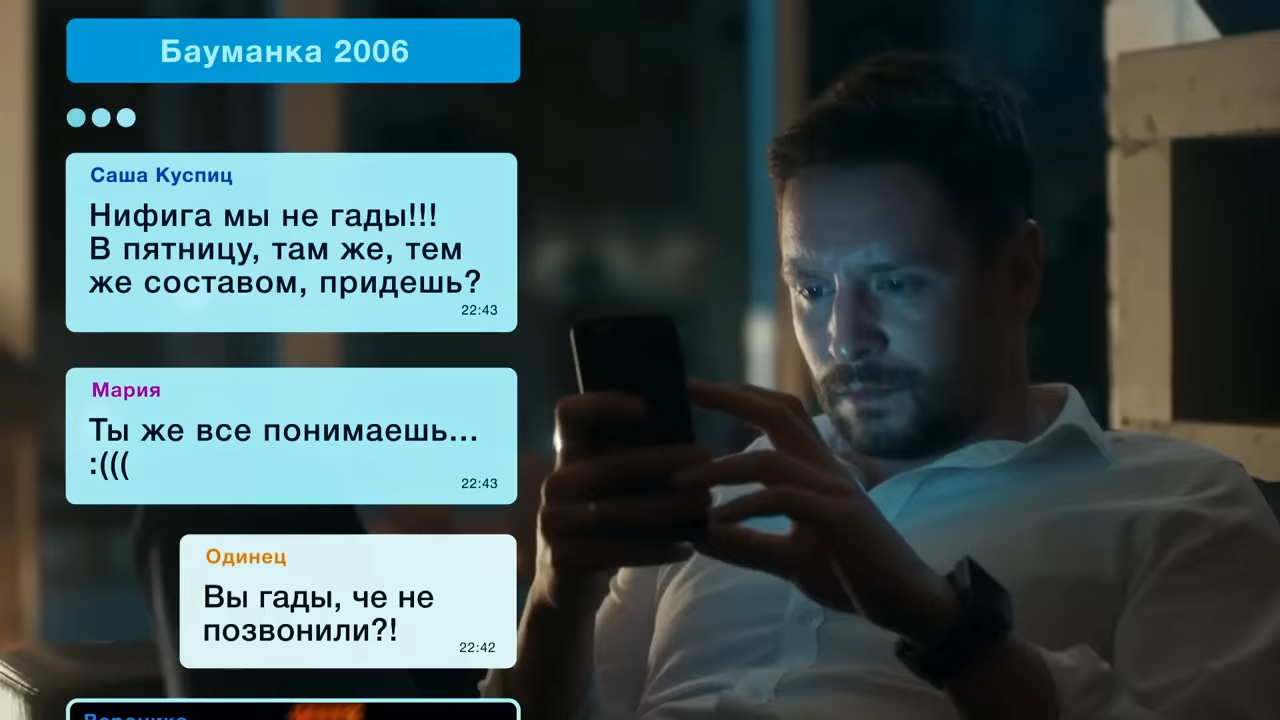 Бауманка 2006
Саша Куспиц
Нифига мы не гады!!!
В пятницу, там же, тем
же составом, придешь?
22:43
Мария
Ты же все понимаешь...
:(((
22:43
Одинец
Вы гады, че не
позвонили?!
22:42
Вероника